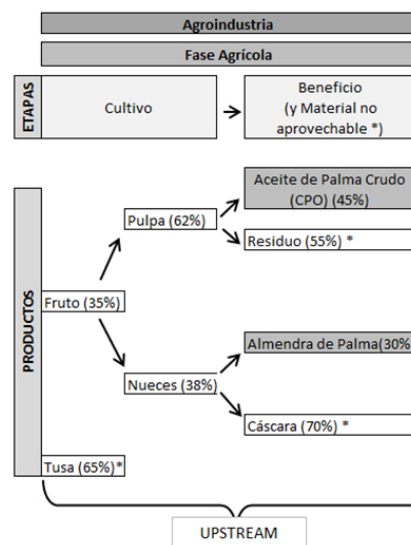 Agroindustria
Fase Agrícola
ETAPAS
Cultivo
Beneficio
(y Material no
aprovechable *)
PRODUCTOS
Aceite de Palma Crudo
(CPO) (45%)
Pulpa (62%)
Residuo (55%) *
Fruto (35%)
Almendra de Palma(30%
Nueces (38%)
Cáscara (70%) *
Tusa (65%)*
UPSTREAM